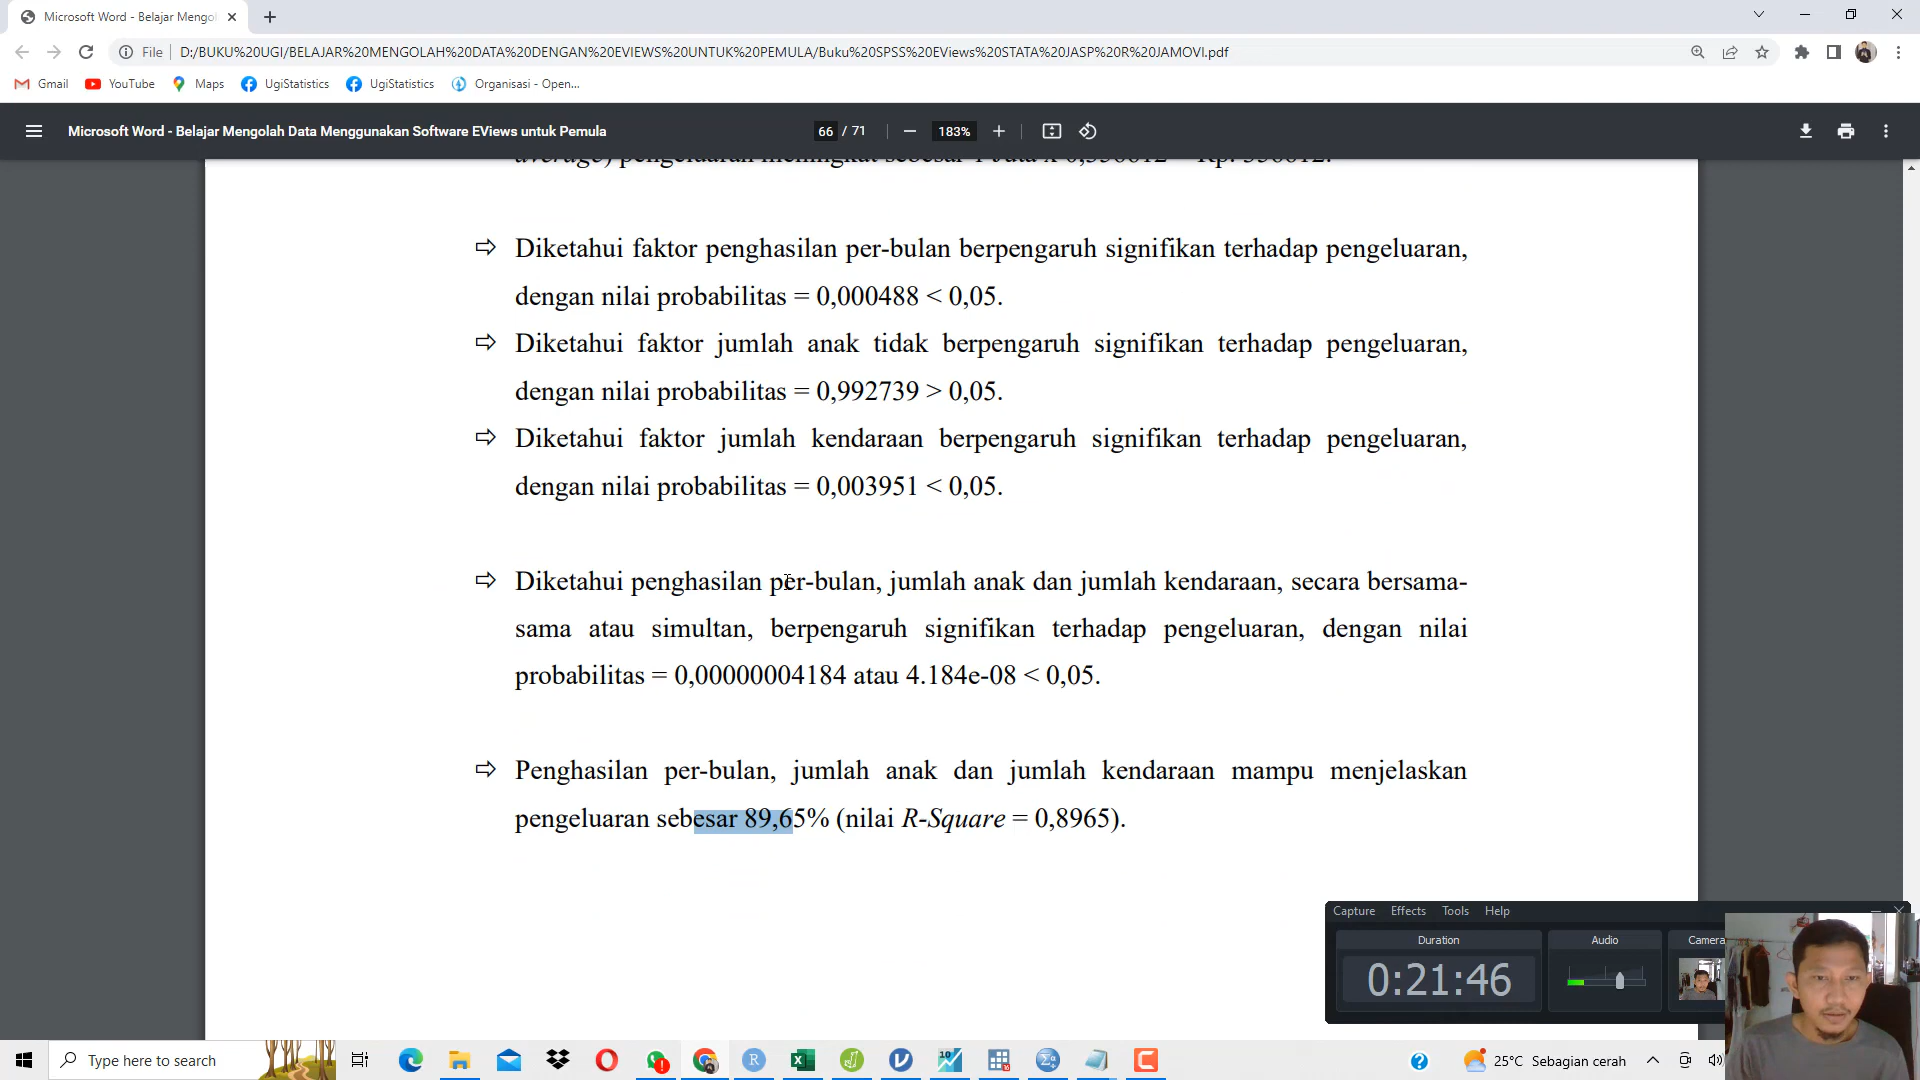 Microsoft Word - Belajar Mengol
File D:/BUKU%20UGI/BELAJAR%20MENGOLAH%20DATA%20DENGAN%20EVIEWS%20UNTUK%20PEMULA/Buku%20SPSS%20EViews%20STATA%20JASP%20R%20JAMOVI.pdf
Gmail YouTube Maps UgiStatistics UgiStatistics Organisasi - Open...
Microsoft Word - Belajar Mengolah Data Menggunakan Software EViews untuk Pemula 66 / 71 183%
Diketahui faktor penghasilan per-bulan berpengaruh signifikan terhadap pengeluaran,
dengan nilai probabilitas = 0,000488 < 0,05.
Diketahui faktor jumlah anak tidak berpengaruh signifikan terhadap pengeluaran,
dengan nilai probabilitas = 0,992739 > 0,05.
Diketahui faktor jumlah kendaraan berpengaruh signifikan terhadap pengeluaran,
dengan nilai probabilitas = 0,003951 < 0,05.
Diketahui penghasilan per-bulan, jumlah anak dan jumlah kendaraan, secara bersama-
sama atau simultan, berpengaruh signifikan terhadap pengeluaran, dengan nilai
probabilitas = 0,00000004184 atau 4.184e-08 < 0,05.
Penghasilan per-bulan, jumlah anak dan jumlah kendaraan mampu menjelaskan
pengeluaran sebesar 89,65% (nilai R-Square = 0,8965).
Capture Effects Tools Help
Duration Audio Camera
0:21:46
Type here to search
25°C Sebagian cerah